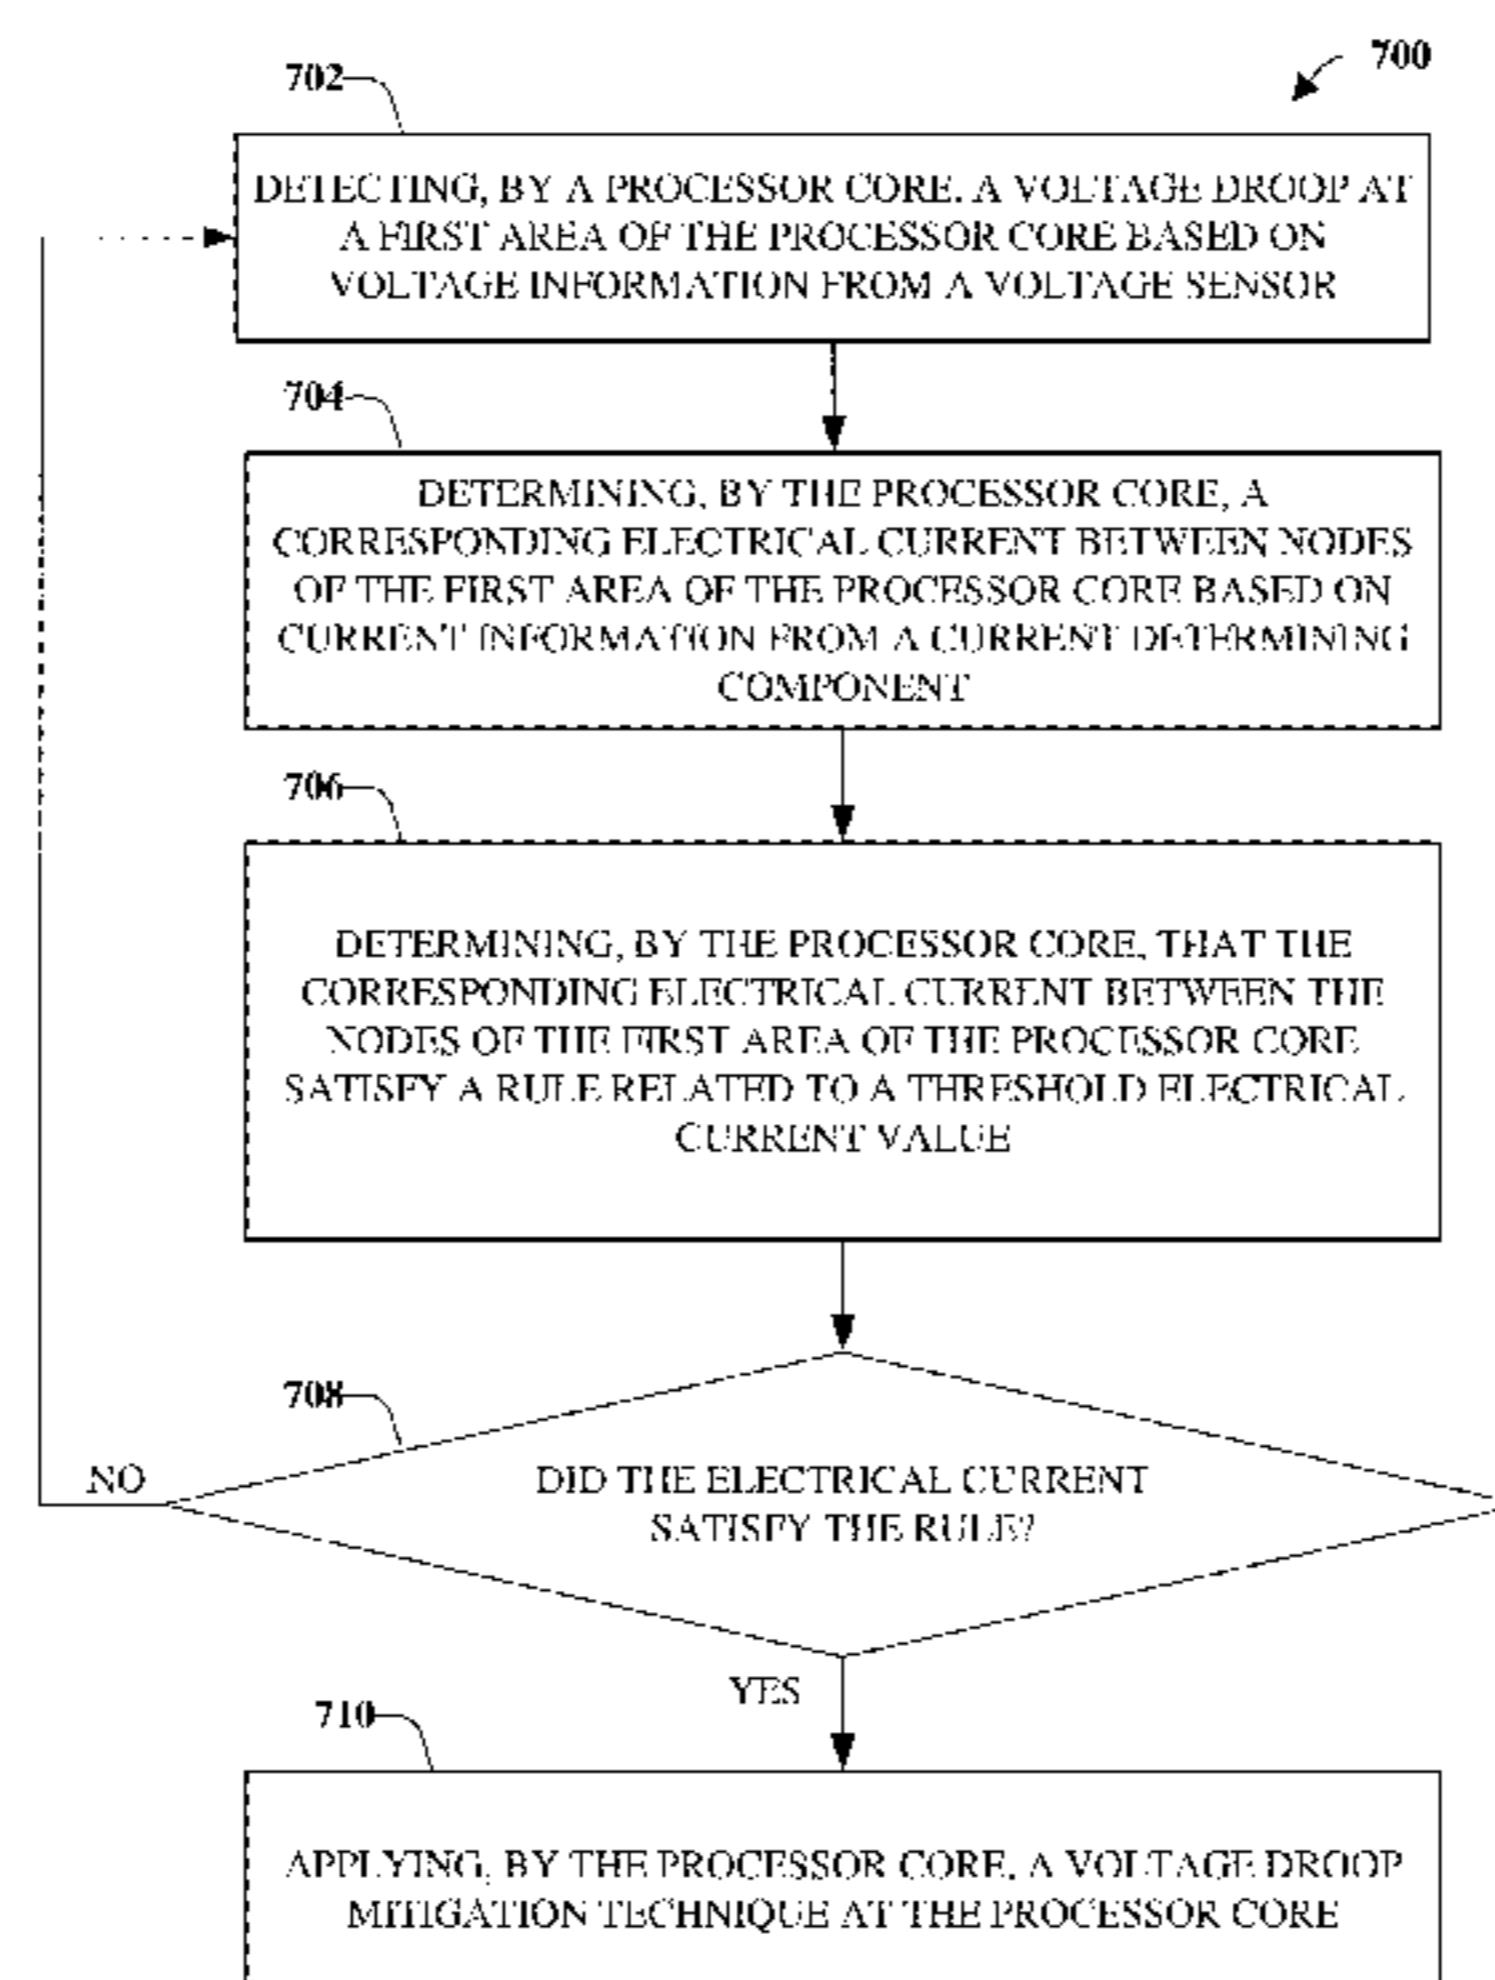 700
702
DETECTING, BY A PROCESSOR CORE, A VOLTAGE DROOP AT
A FIRST AREA OF THE PROCESSOR CORE BASED ON
VOLTAGE INFORMATION FROM A VOLTAGE SENSOR
704
DETERMINING, BY THE PROCESSOR CORE, A
CORRESPONDING ELECTRICAL CURRENT BETWEEN NODES
OF THE FIRST AREA OF THE PROCESSOR CORE BASED ON
CURRENT INFORMATION FROM A CURRENT DETERMINING
COMPONENT
706
DETERMINING, BY THE PROCESSOR CORE, THAT THE
CORRESPONDING ELECTRICAL CURRENT BETWEEN THE
NODES OF THE FIRST AREA OF THE PROCESSOR CORE
SATISFY A RULE RELATED TO A THRESHOLD ELECTRICAL
CURRENT VALUE
708
NO
DID THE ELECTRICAL CURRENT
SATISFY THE RULE?
YES
710
APPLYING, BY THE PROCESSOR CORE, A VOLTAGE DROOP
MITIGATION TECHNIQUE AT THE PROCESSOR CORE